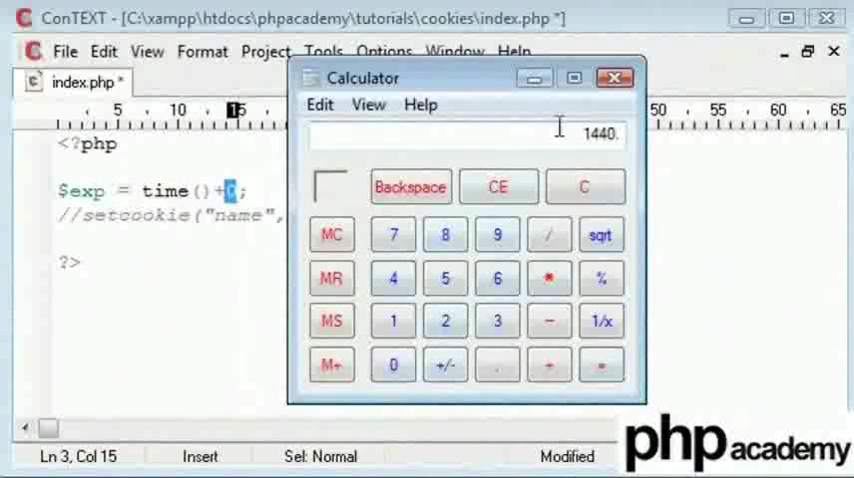 ConTEXT - [C:\xampp\htdocs\phpacademy\tutorials\cookies\index.php *]
File Edit View Format Project Tools Options Window Help
index.php *
5 10 15 50 55 60 65
<?php
$exp = time()+0;
//setcookie("name",
?>
Calculator
Edit View Help
1440.
Backspace CE C
MC 7 8 9 / sqrt
MR 4 5 6 * %
MS 1 2 3 - 1/x
M+ 0 +/- . + =
Ln 3, Col 15 Insert Sel: Normal Modified
php academy